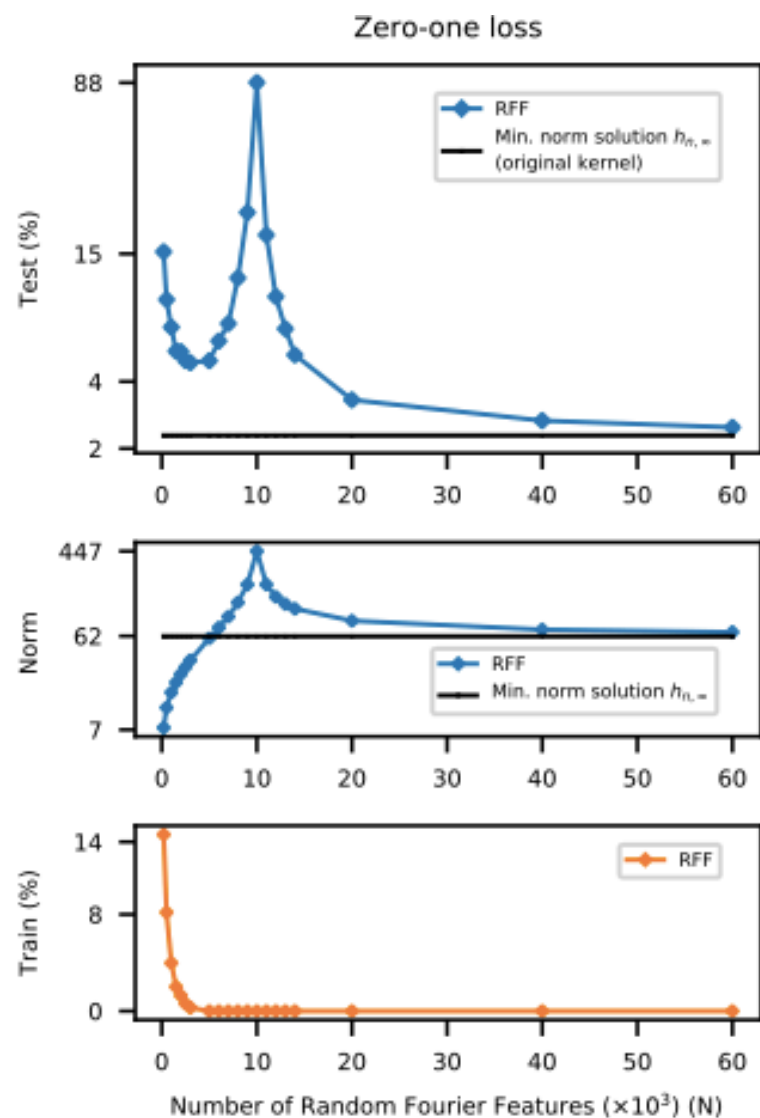 Zero-one loss
88
15
4
2
Test (%)
RFF
Min. norm solution h_{n,∞}
(original kernel)
0 10 20 30 40 50 60
447
62
7
Norm
RFF
Min. norm solution h_{n,∞}
0 10 20 30 40 50 60
14
8
0
Train (%)
RFF
0 10 20 30 40 50 60
Number of Random Fourier Features (×10³) (N)